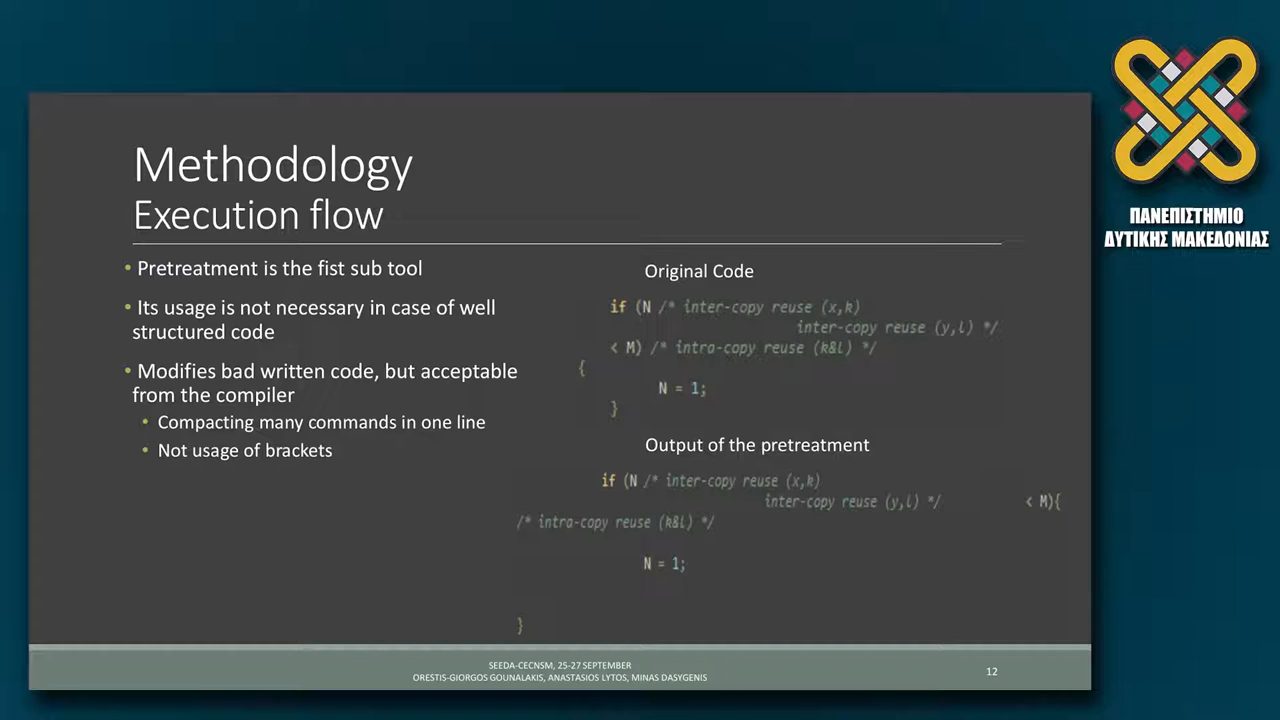 Methodology
Execution flow
• Pretreatment is the fist sub tool
• Its usage is not necessary in case of well
structured code
• Modifies bad written code, but acceptable
from the compiler
• Compacting many commands in one line
• Not usage of brackets
Original Code
if (N /* inter-copy reuse (x,k)
inter-copy reuse (y,l) */
< M) /* intra-copy reuse (k&l) */
{
N = 1;
}
Output of the pretreatment
if (N /* inter-copy reuse (x,k)
inter-copy reuse (y,l) */ < M){
/* intra-copy reuse (k&l) */
N = 1;
}
SEEDA-CECNSM, 25-27 SEPTEMBER
ORESTIS-GIORGOS GOUNALAKIS, ANASTASIOS LYTOS, MINAS DASYGENIS
12
ΠΑΝΕΠΙΣΤΗΜΙΟ
ΔΥΤΙΚΗΣ ΜΑΚΕΔΟΝΙΑΣ